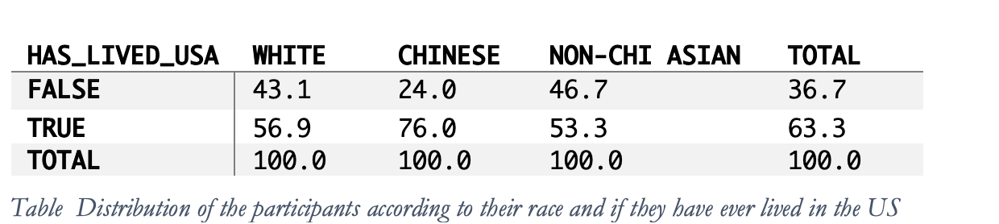 HAS_LIVED_USA WHITE CHINESE NON-CHI ASIAN TOTAL
FALSE 43.1 24.0 46.7 36.7
TRUE 56.9 76.0 53.3 63.3
TOTAL 100.0 100.0 100.0 100.0
Table Distribution of the participants according to their race and if they have ever lived in the US